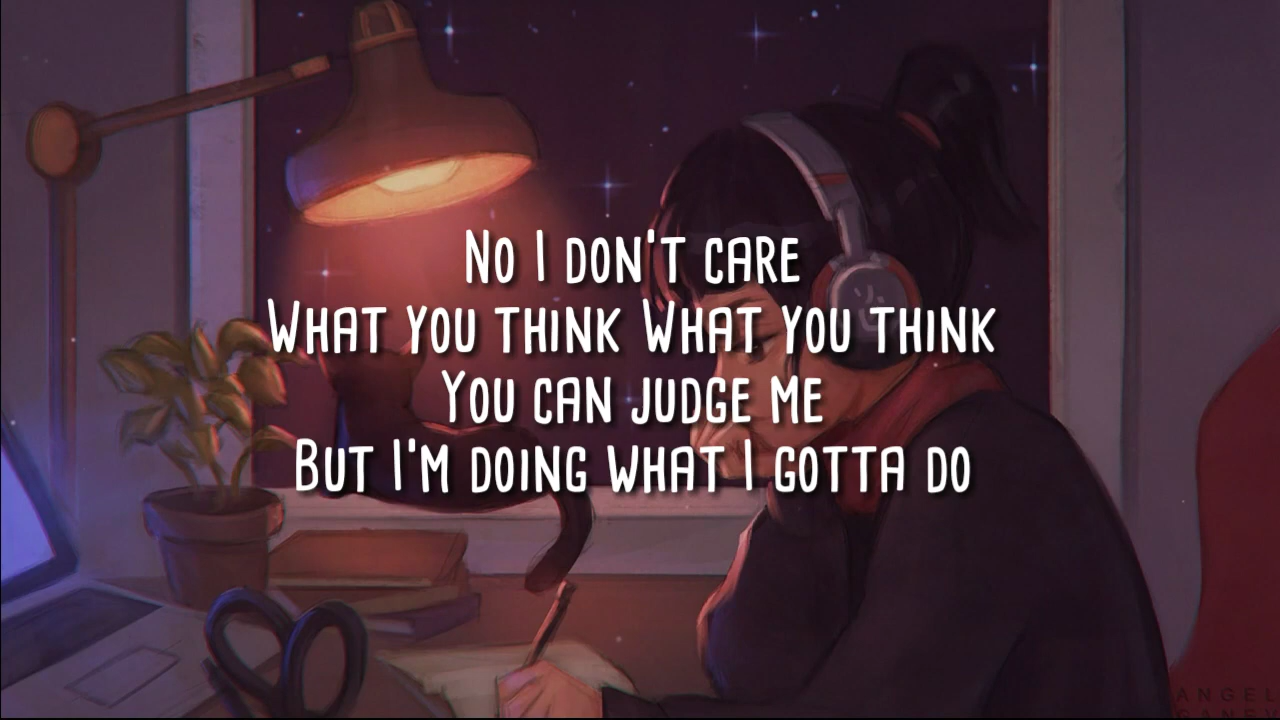 No I don't care
What you think What you think
You can judge me
But I'm doing what I gotta do
ANGEL